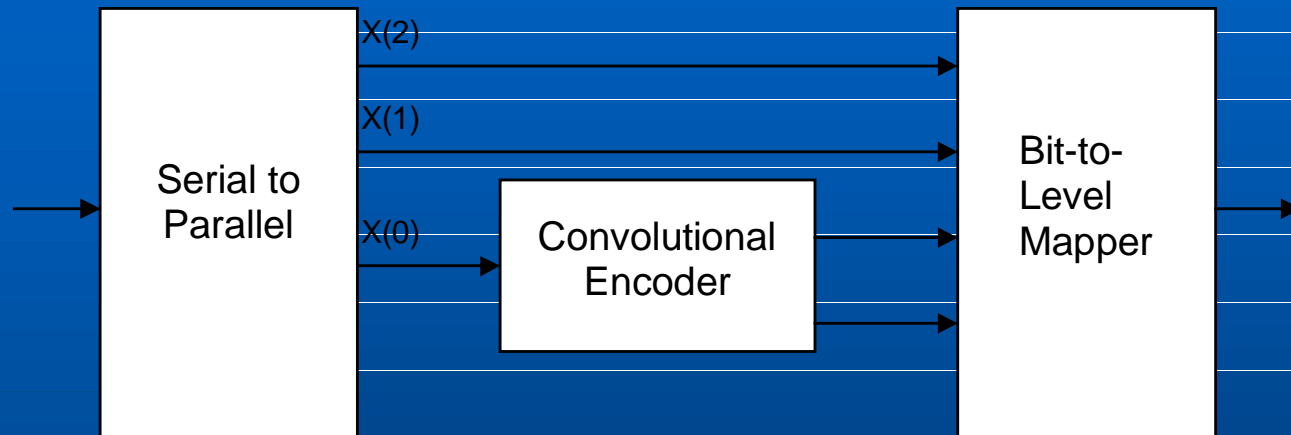 X(2)
X(1)
Serial to
Parallel
X(0)
Convolutional
Encoder
Bit-to-
Level
Mapper